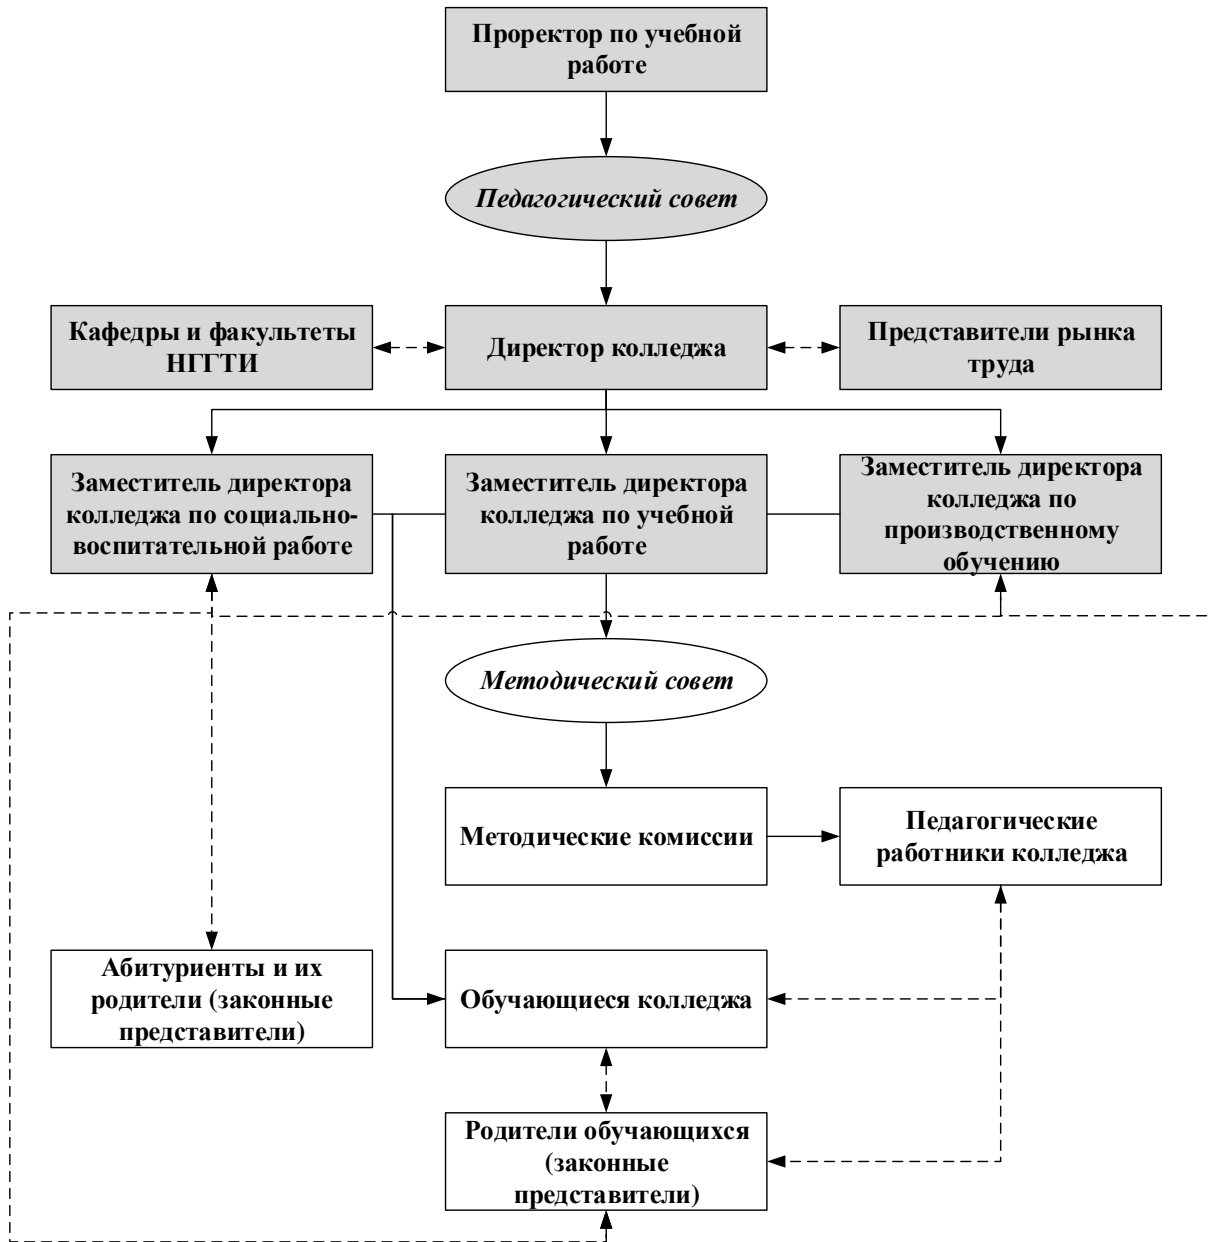 Проректор по учебной
работе
Педагогический совет
Кафедры и факультеты
НГГТИ
Директор колледжа
Представители рынка
труда
Заместитель директора
колледжа по социально-
воспитательной работе
Заместитель директора
колледжа по учебной
работе
Заместитель директора
колледжа по
производственному
обучению
Методический совет
Методические комиссии
Педагогические
работники колледжа
Абитуриенты и их
родители (законные
представители)
Обучающиеся колледжа
Родители обучающихся
(законные
представители)